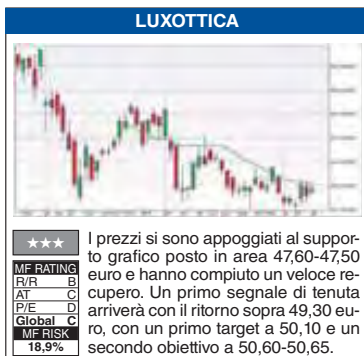 LUXOTTICA
★★★
MF RATING
R/R B
AT C
P/E D
Global C
MF RISK
18,9%
I prezzi si sono appoggiati al suppor-
to grafico posto in area 47,60-47,50
euro e hanno compiuto un veloce re-
cupero. Un primo segnale di tenuta
arriverà con il ritorno sopra 49,30 eu-
ro, con un primo target a 50,10 e un
secondo obiettivo a 50,60-50,65.